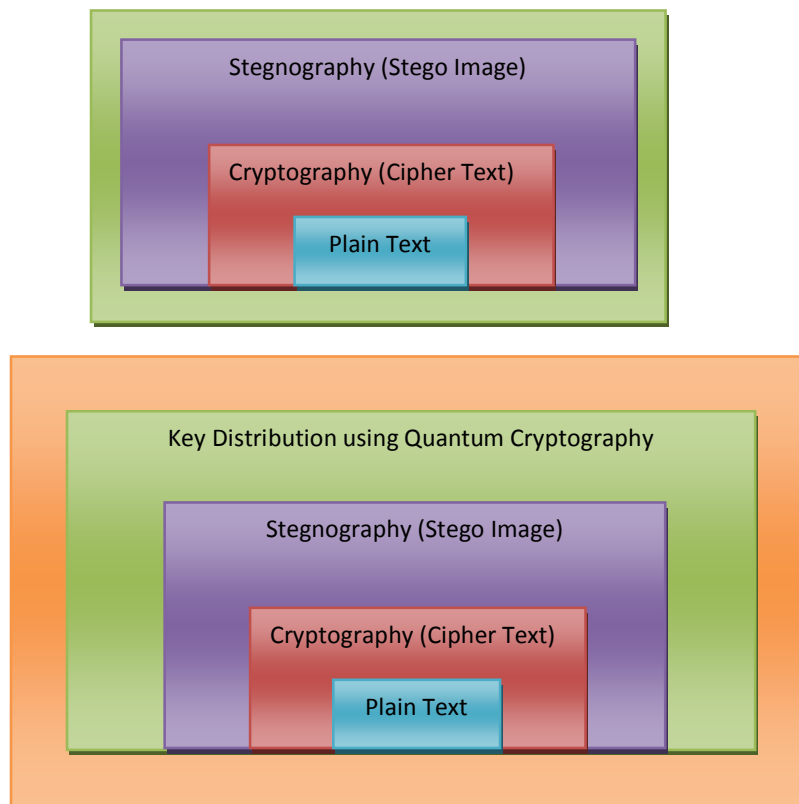 Stegnography (Stego Image)
Cryptography (Cipher Text)
Plain Text
Key Distribution using Quantum Cryptography
Stegnography (Stego Image)
Cryptography (Cipher Text)
Plain Text